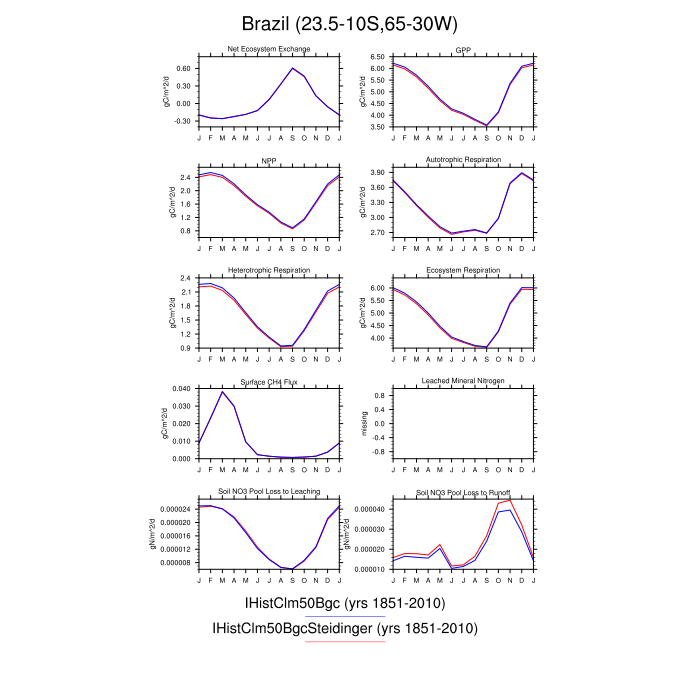 Brazil (23.5-10S,65-30W)
Net Ecosystem Exchange
GPP
gC/m^2/d
0.60
0.30
0.00
-0.30
J F M A M J J A S O N D J
gC/m^2/d
6.50
6.00
5.50
5.00
4.50
4.00
3.50
J F M A M J J A S O N D J
NPP
Autotrophic Respiration
gC/m^2/d
2.4
1.8
1.2
0.8
J F M A M J J A S O N D J
gC/m^2/d
3.90
3.60
3.30
3.00
2.70
J F M A M J J A S O N D J
Heterotrophic Respiration
Ecosystem Respiration
gC/m^2/d
2.4
2.1
1.8
1.5
1.2
0.9
J F M A M J J A S O N D J
gC/m^2/d
6.00
5.50
5.00
4.50
4.00
J F M A M J J A S O N D J
Surface CH4 Flux
Leached Mineral Nitrogen
gC/m^2/d
0.040
0.030
0.020
0.010
0.000
J F M A M J J A S O N D J
missing
0.8
0.4
-0.0
-0.4
-0.8
Soil NO3 Pool Loss to Leaching
Soil NO3 Pool Loss to Runoff
gN/m^2/d
0.000024
0.000020
0.000016
0.000012
0.000008
J F M A M J J A S O N D J
gN/m^2/d
0.000040
0.000030
0.000020
0.000010
J F M A M J J A S O N D J
IHistClm50Bgc (yrs 1851-2010)
IHistClm50BgcSteidinger (yrs 1851-2010)